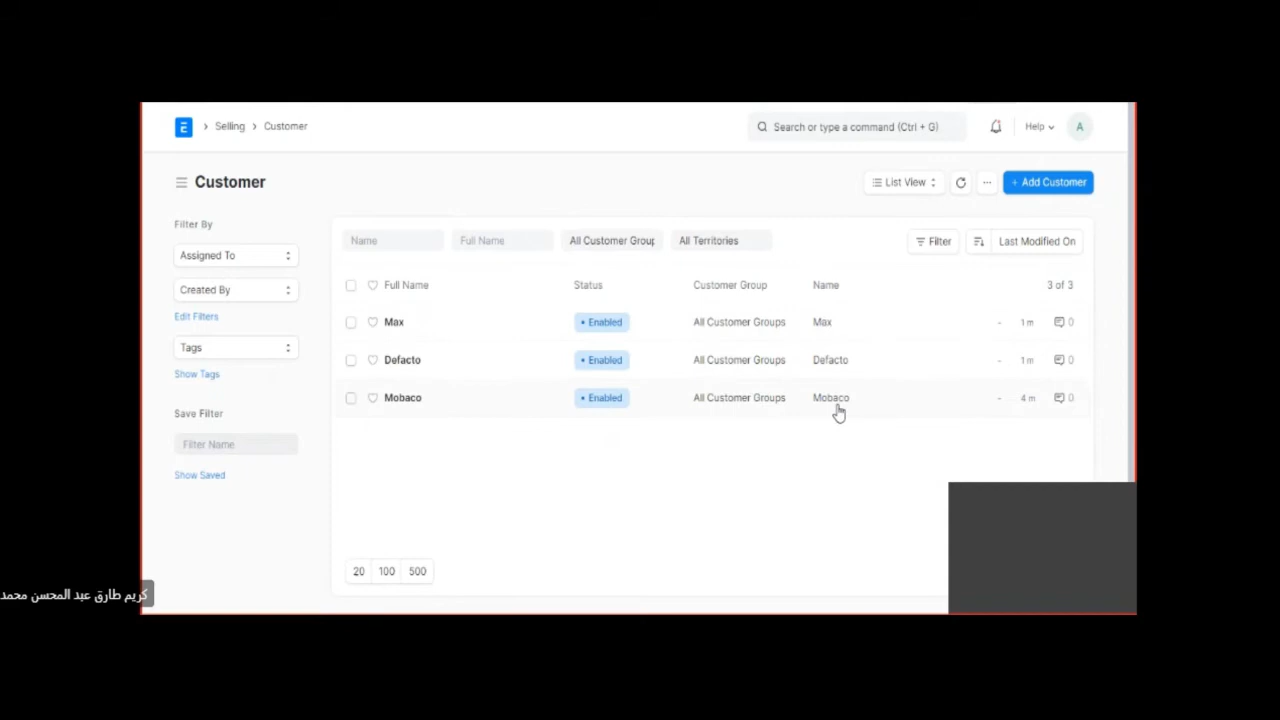 Selling Customer
Search or type a command (Ctrl + G)
Help
A
Customer
List View
...
+ Add Customer
Filter By
Assigned To
Created By
Edit Filters
Tags
Show Tags
Save Filter
Filter Name
Show Saved
Name
Full Name
All Customer Group
All Territories
Filter
Last Modified On
Full Name Status Customer Group Name 3 of 3
Max Enabled All Customer Groups Max - 1 m 0
Defacto Enabled All Customer Groups Defacto - 1 m 0
Mobaco Enabled All Customer Groups Mobaco - 4 m 0
20 100 500
كريم طارق عبد المحسن محمد